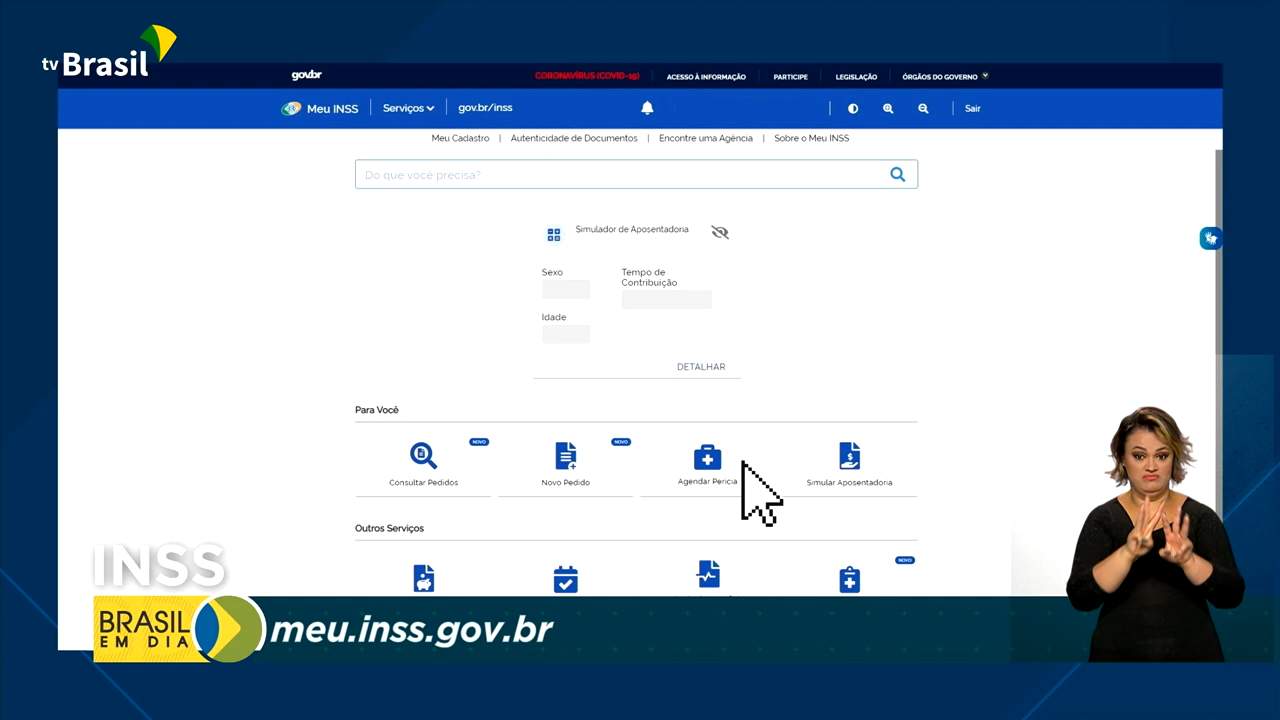 tv Brasil
gov.br
CORONAVÍRUS (COVID-19)
ACESSO À INFORMAÇÃO
PARTICIPE
LEGISLAÇÃO
ÓRGÃOS DO GOVERNO
Meu INSS
Serviços
gov.br/inss
Sair
Meu Cadastro | Autenticidade de Documentos | Encontre uma Agência | Sobre o Meu INSS
Do que você precisa?
Simulador de Aposentadoria
Sexo
Tempo de
Contribuição
Idade
DETALHAR
Para Você
NOVO
NOVO
Consultar Pedidos
Novo Pedido
Agendar Perícia
Simular Aposentadoria
Outros Serviços
NOVO
INSS
BRASIL
EM DIA
meu.inss.gov.br